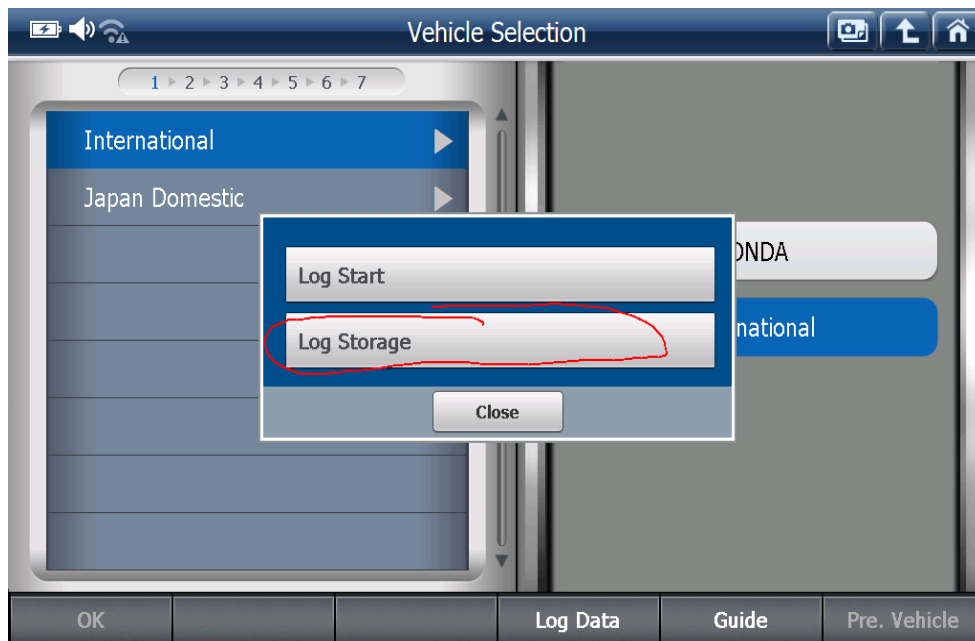 Vehicle Selection
1 2 3 4 5 6 7
International
Japan Domestic
Log Start
Log Storage
Close
ONDA
national
OK
Log Data
Guide
Pre. Vehicle